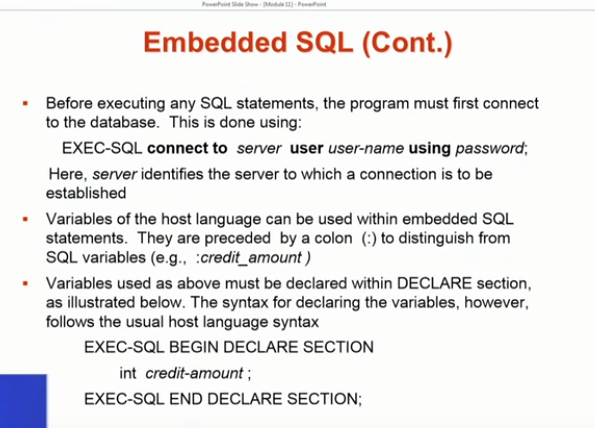 PowerPoint Slide Show - [Module 11] - PowerPoint
Embedded SQL (Cont.)
Before executing any SQL statements, the program must first connect
to the database. This is done using:
EXEC-SQL connect to server user user-name using password;
Here, server identifies the server to which a connection is to be
established
Variables of the host language can be used within embedded SQL
statements. They are preceded by a colon (:) to distinguish from
SQL variables (e.g., :credit_amount )
Variables used as above must be declared within DECLARE section,
as illustrated below. The syntax for declaring the variables, however,
follows the usual host language syntax
EXEC-SQL BEGIN DECLARE SECTION
int credit-amount ;
EXEC-SQL END DECLARE SECTION;